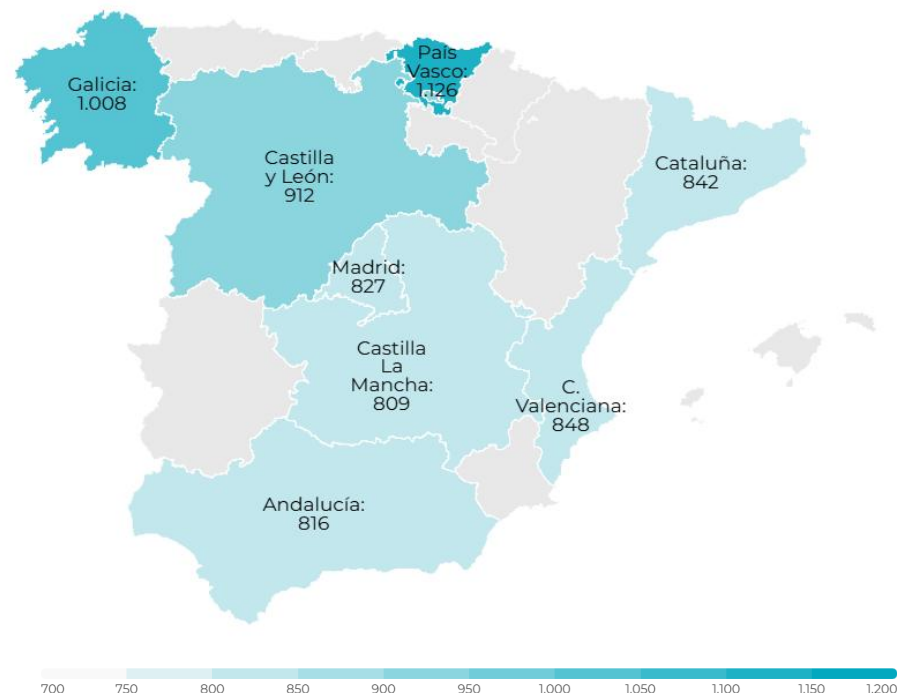 País
Vasco:
1.126
Galicia:
1.008
Castilla
y León:
912
Cataluña:
842
Madrid:
827
Castilla
La
Mancha:
809
C.
Valenciana:
848
Andalucía:
816
700 750 800 850 900 950 1.000 1.050 1.100 1.150 1.200